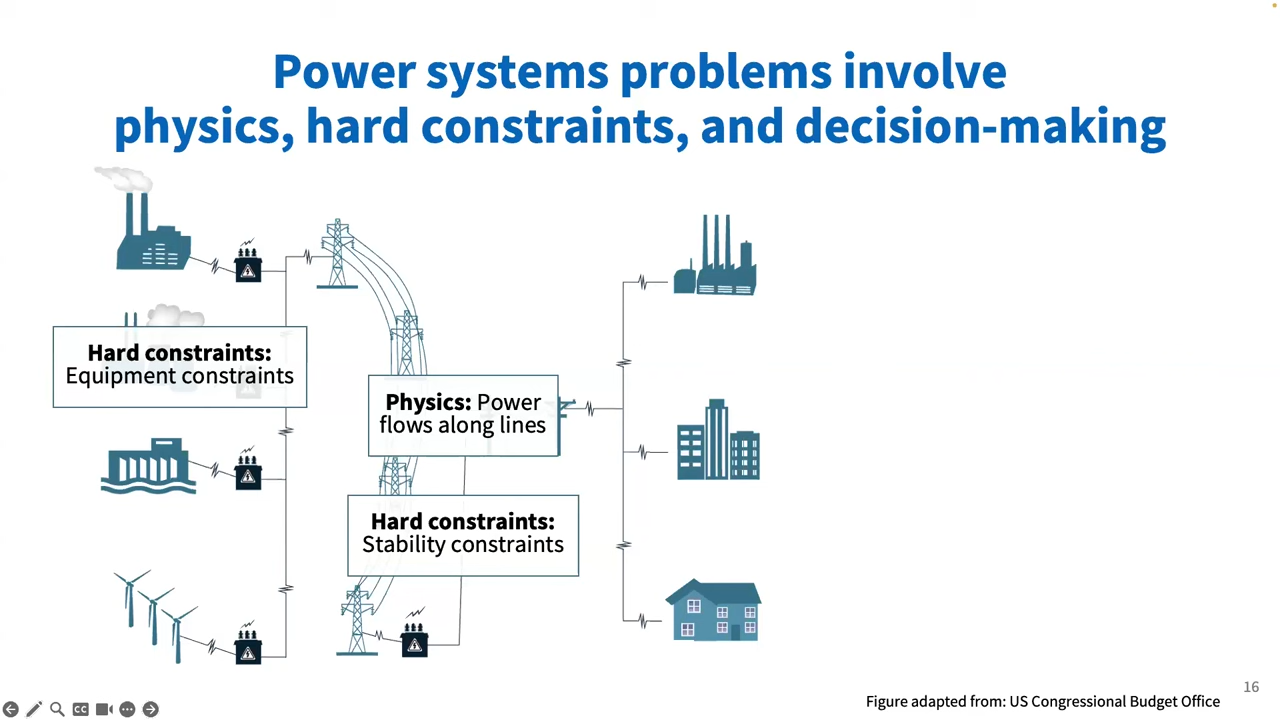 Power systems problems involve
physics, hard constraints, and decision-making
Hard constraints:
Equipment constraints
Physics: Power
flows along lines
Hard constraints:
Stability constraints
16
Figure adapted from: US Congressional Budget Office
CC